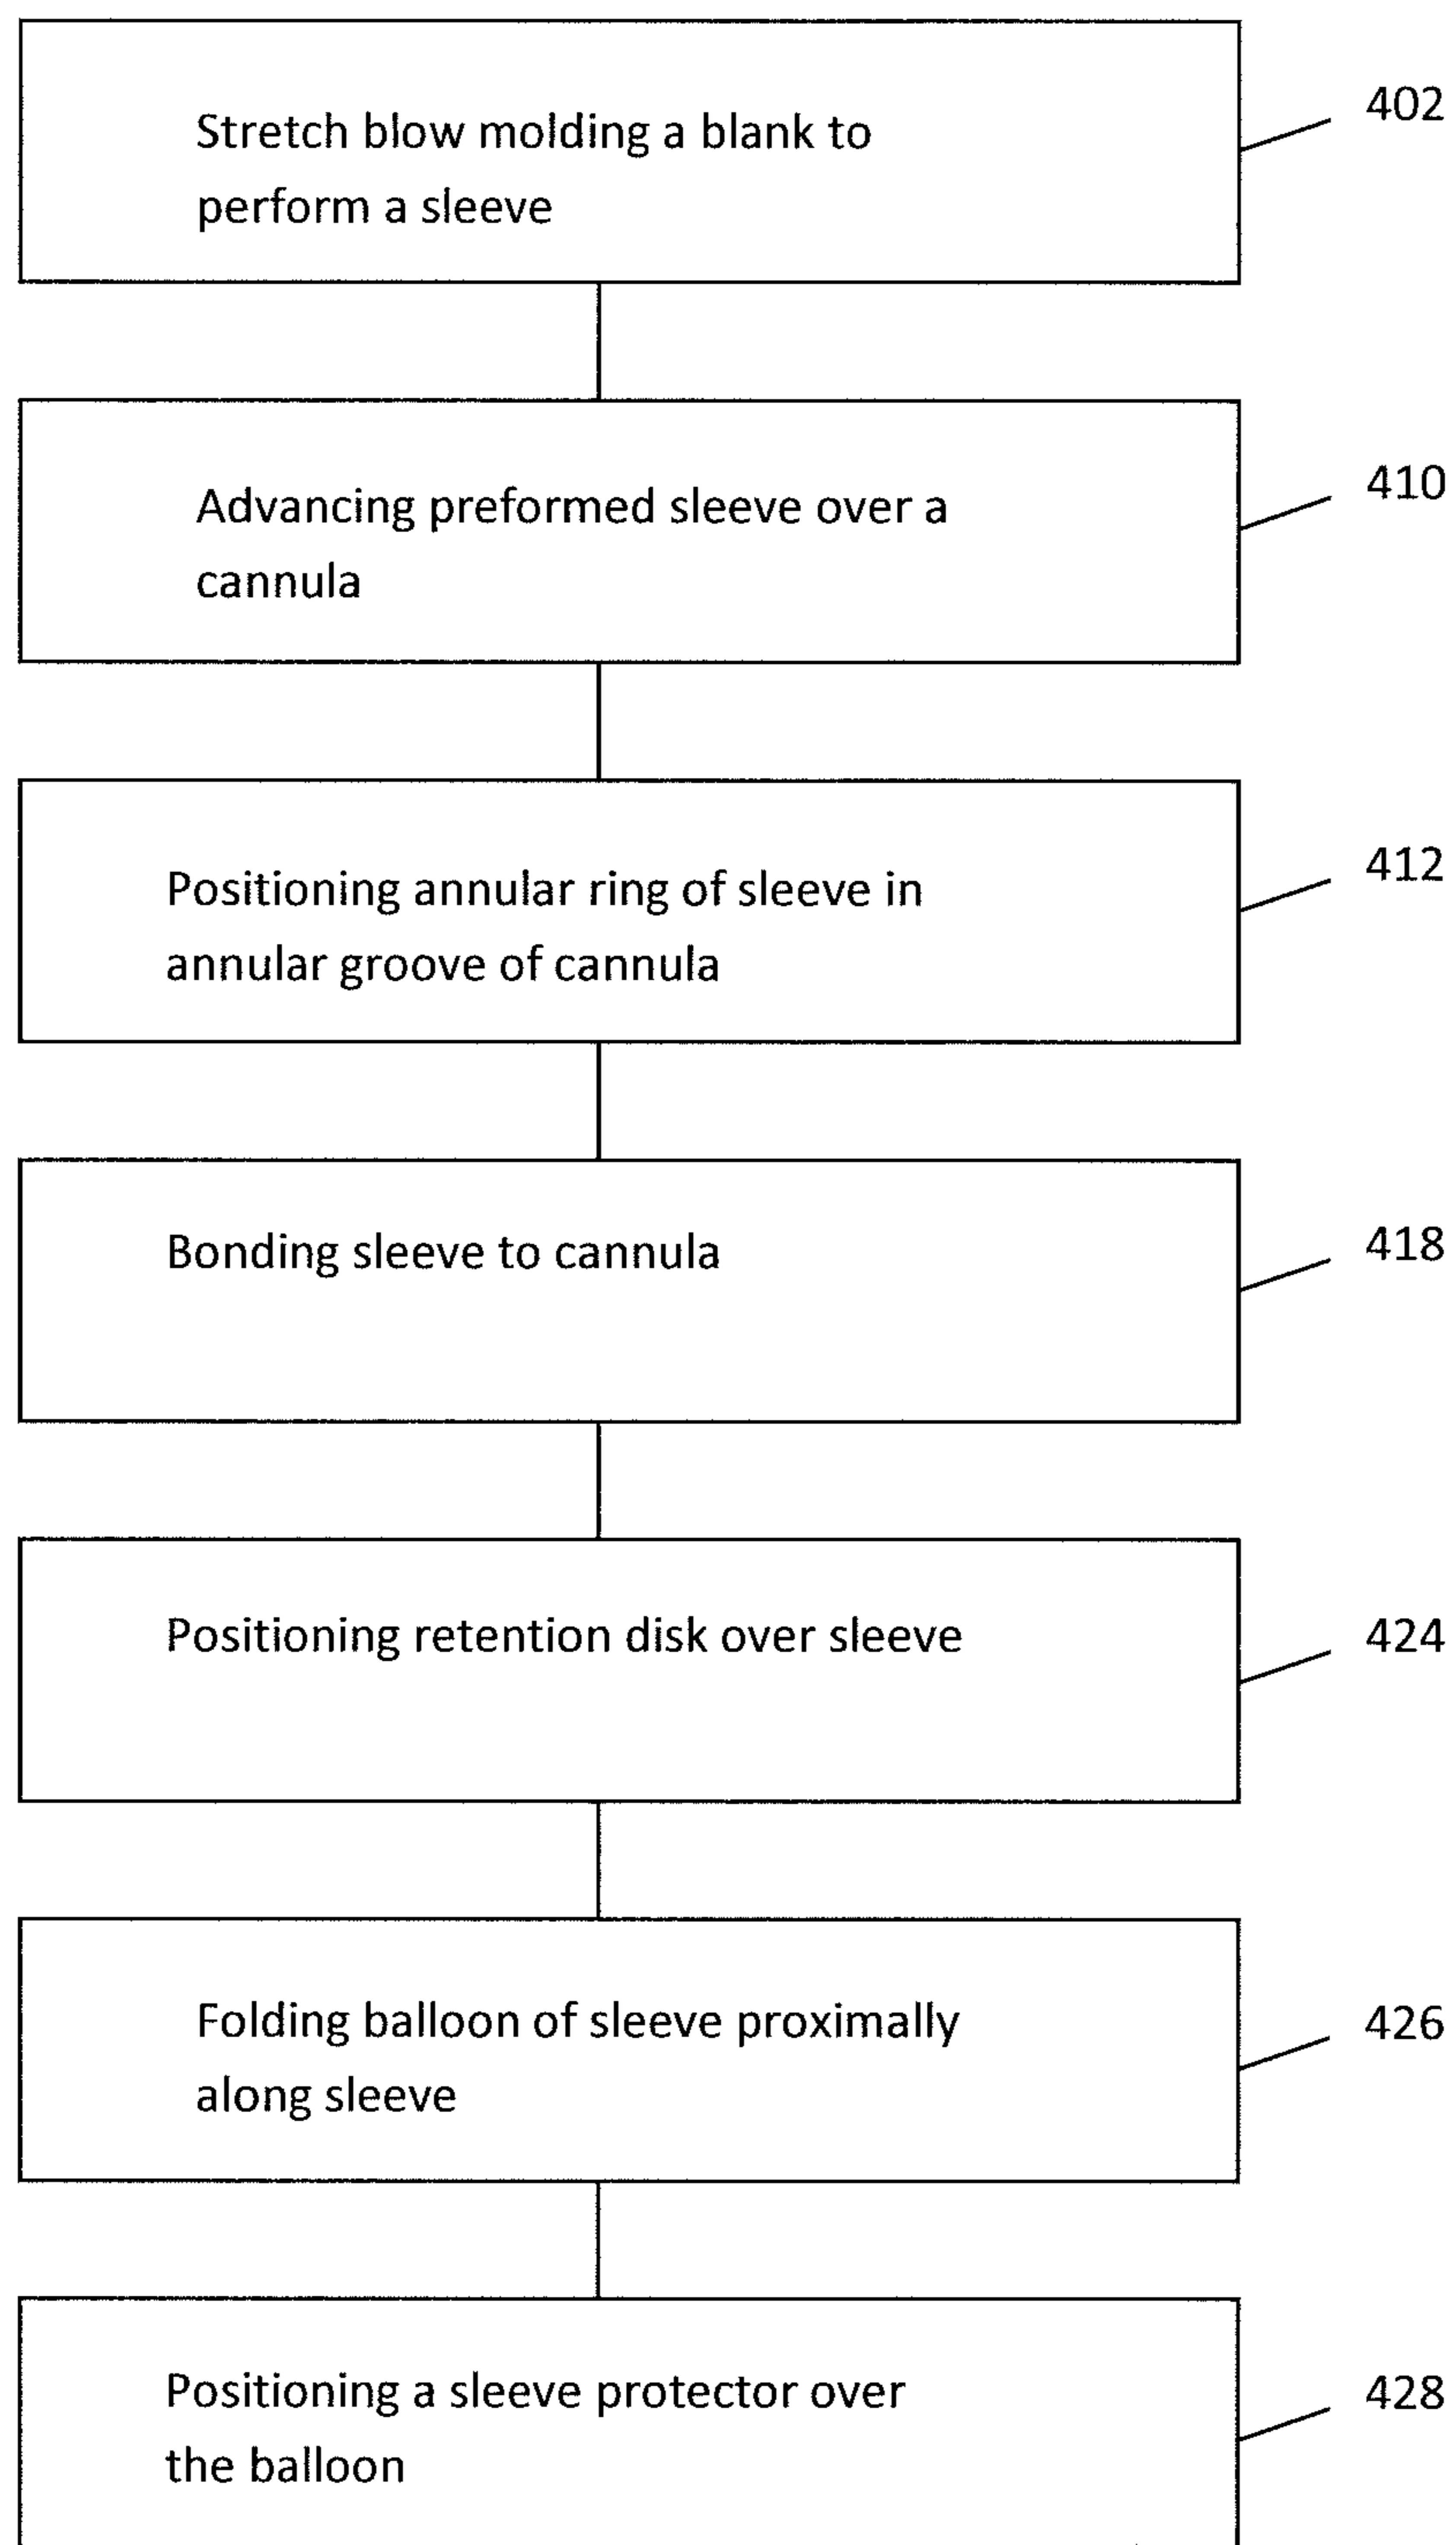 Stretch blow molding a blank to
perform a sleeve
402
Advancing preformed sleeve over a
cannula
410
Positioning annular ring of sleeve in
annular groove of cannula
412
Bonding sleeve to cannula
418
Positioning retention disk over sleeve
424
Folding balloon of sleeve proximally
along sleeve
426
Positioning a sleeve protector over
the balloon
428